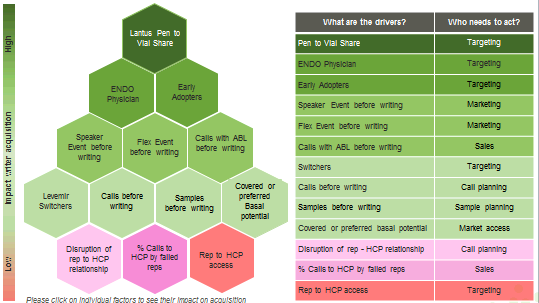 High
Impact writer acquisition
Low
Lantus Pen to
Vial Share
ENDO
Physician
Early
Adopters
Speaker
Event before
writing
Flex Event
before writing
Calls with ABL
before writing
Levemir
Switchers
Calls before
writing
Samples
before writing
Covered or
preferred
Basal
potential
Disruption of
rep to HCP
relationship
% Calls to
HCP by failed
reps
Rep to HCP
access
Please click on individual factors to see their impact on acquisition
What are the drivers? Who needs to act?
Pen to Vial Share Targeting
ENDO Physician Targeting
Early Adopters Targeting
Speaker Event before writing Marketing
Flex Event before writing Marketing
Calls with ABL before writing Sales
Switchers Targeting
Calls before writing Call planning
Samples before writing Sample planning
Covered or preferred basal potential Market access
Disruption of rep - HCP relationship Call planning
% Calls to HCP by failed reps Sales
Rep to HCP access Targeting